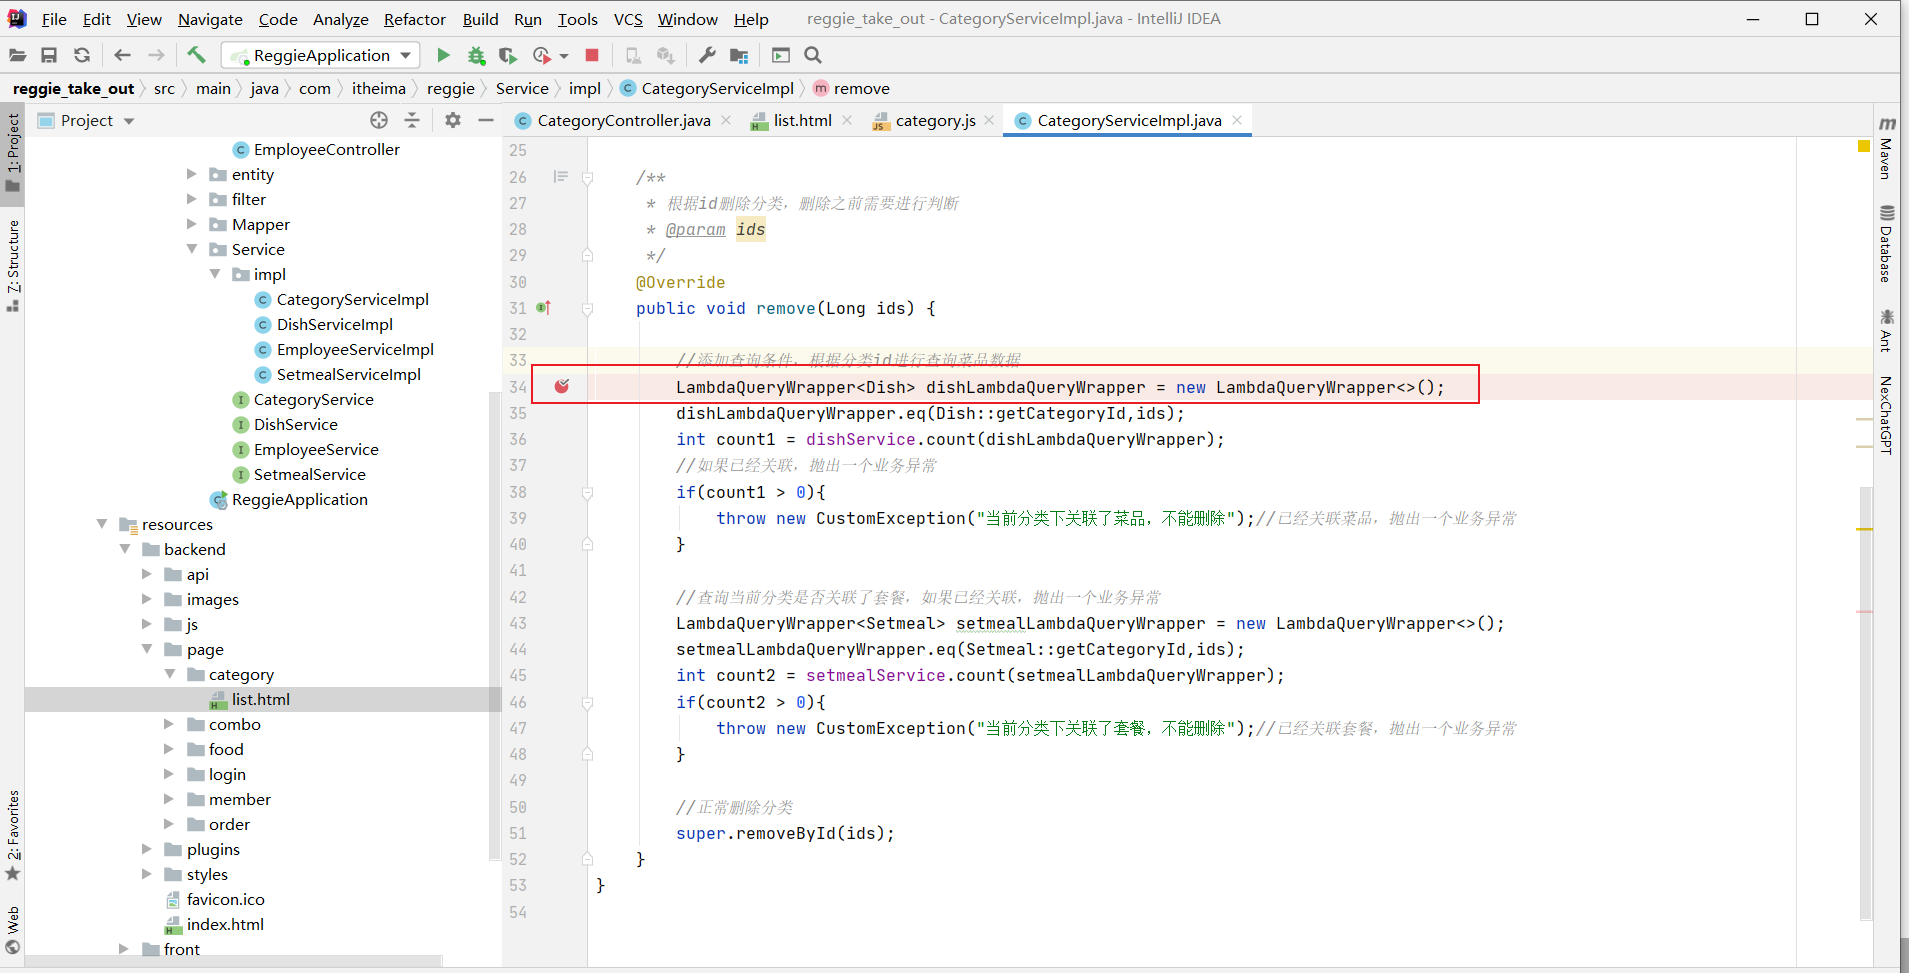 File Edit View Navigate Code Analyze Refactor Build Run Tools VCS Window Help reggie_take_out - CategoryServiceImpl.java - IntelliJ IDEA
ReggieApplication
reggie_take_out src main java com itheima reggie Service impl CategoryServiceImpl remove
Project
CategoryController.java list.html category.js CategoryServiceImpl.java
1: Project
7: Structure
2: Favorites
Web
EmployeeController
entity
filter
Mapper
Service
impl
CategoryServiceImpl
DishServiceImpl
EmployeeServiceImpl
SetmealServiceImpl
CategoryService
DishService
EmployeeService
SetmealService
ReggieApplication
resources
backend
api
images
js
page
category
list.html
combo
food
login
member
order
plugins
styles
favicon.ico
index.html
front
25
26 /**
27 * 根据id删除分类，删除之前需要进行判断
28 * @param ids
29 */
30 @Override
31 public void remove(Long ids) {
32
33 //添加查询条件，根据分类id进行查询菜品数据
34 LambdaQueryWrapper<Dish> dishLambdaQueryWrapper = new LambdaQueryWrapper<>();
35 dishLambdaQueryWrapper.eq(Dish::getCategoryId,ids);
36 int count1 = dishService.count(dishLambdaQueryWrapper);
37 //如果已经关联，抛出一个业务异常
38 if(count1 > 0){
39 throw new CustomException("当前分类下关联了菜品，不能删除");//已经关联菜品，抛出一个业务异常
40 }
41
42 //查询当前分类是否关联了套餐，如果已经关联，抛出一个业务异常
43 LambdaQueryWrapper<Setmeal> setmealLambdaQueryWrapper = new LambdaQueryWrapper<>();
44 setmealLambdaQueryWrapper.eq(Setmeal::getCategoryId,ids);
45 int count2 = setmealService.count(setmealLambdaQueryWrapper);
46 if(count2 > 0){
47 throw new CustomException("当前分类下关联了套餐，不能删除");//已经关联套餐，抛出一个业务异常
48 }
49
50 //正常删除分类
51 super.removeById(ids);
52 }
53 }
54
Maven
Database
Ant
NexChatGPT